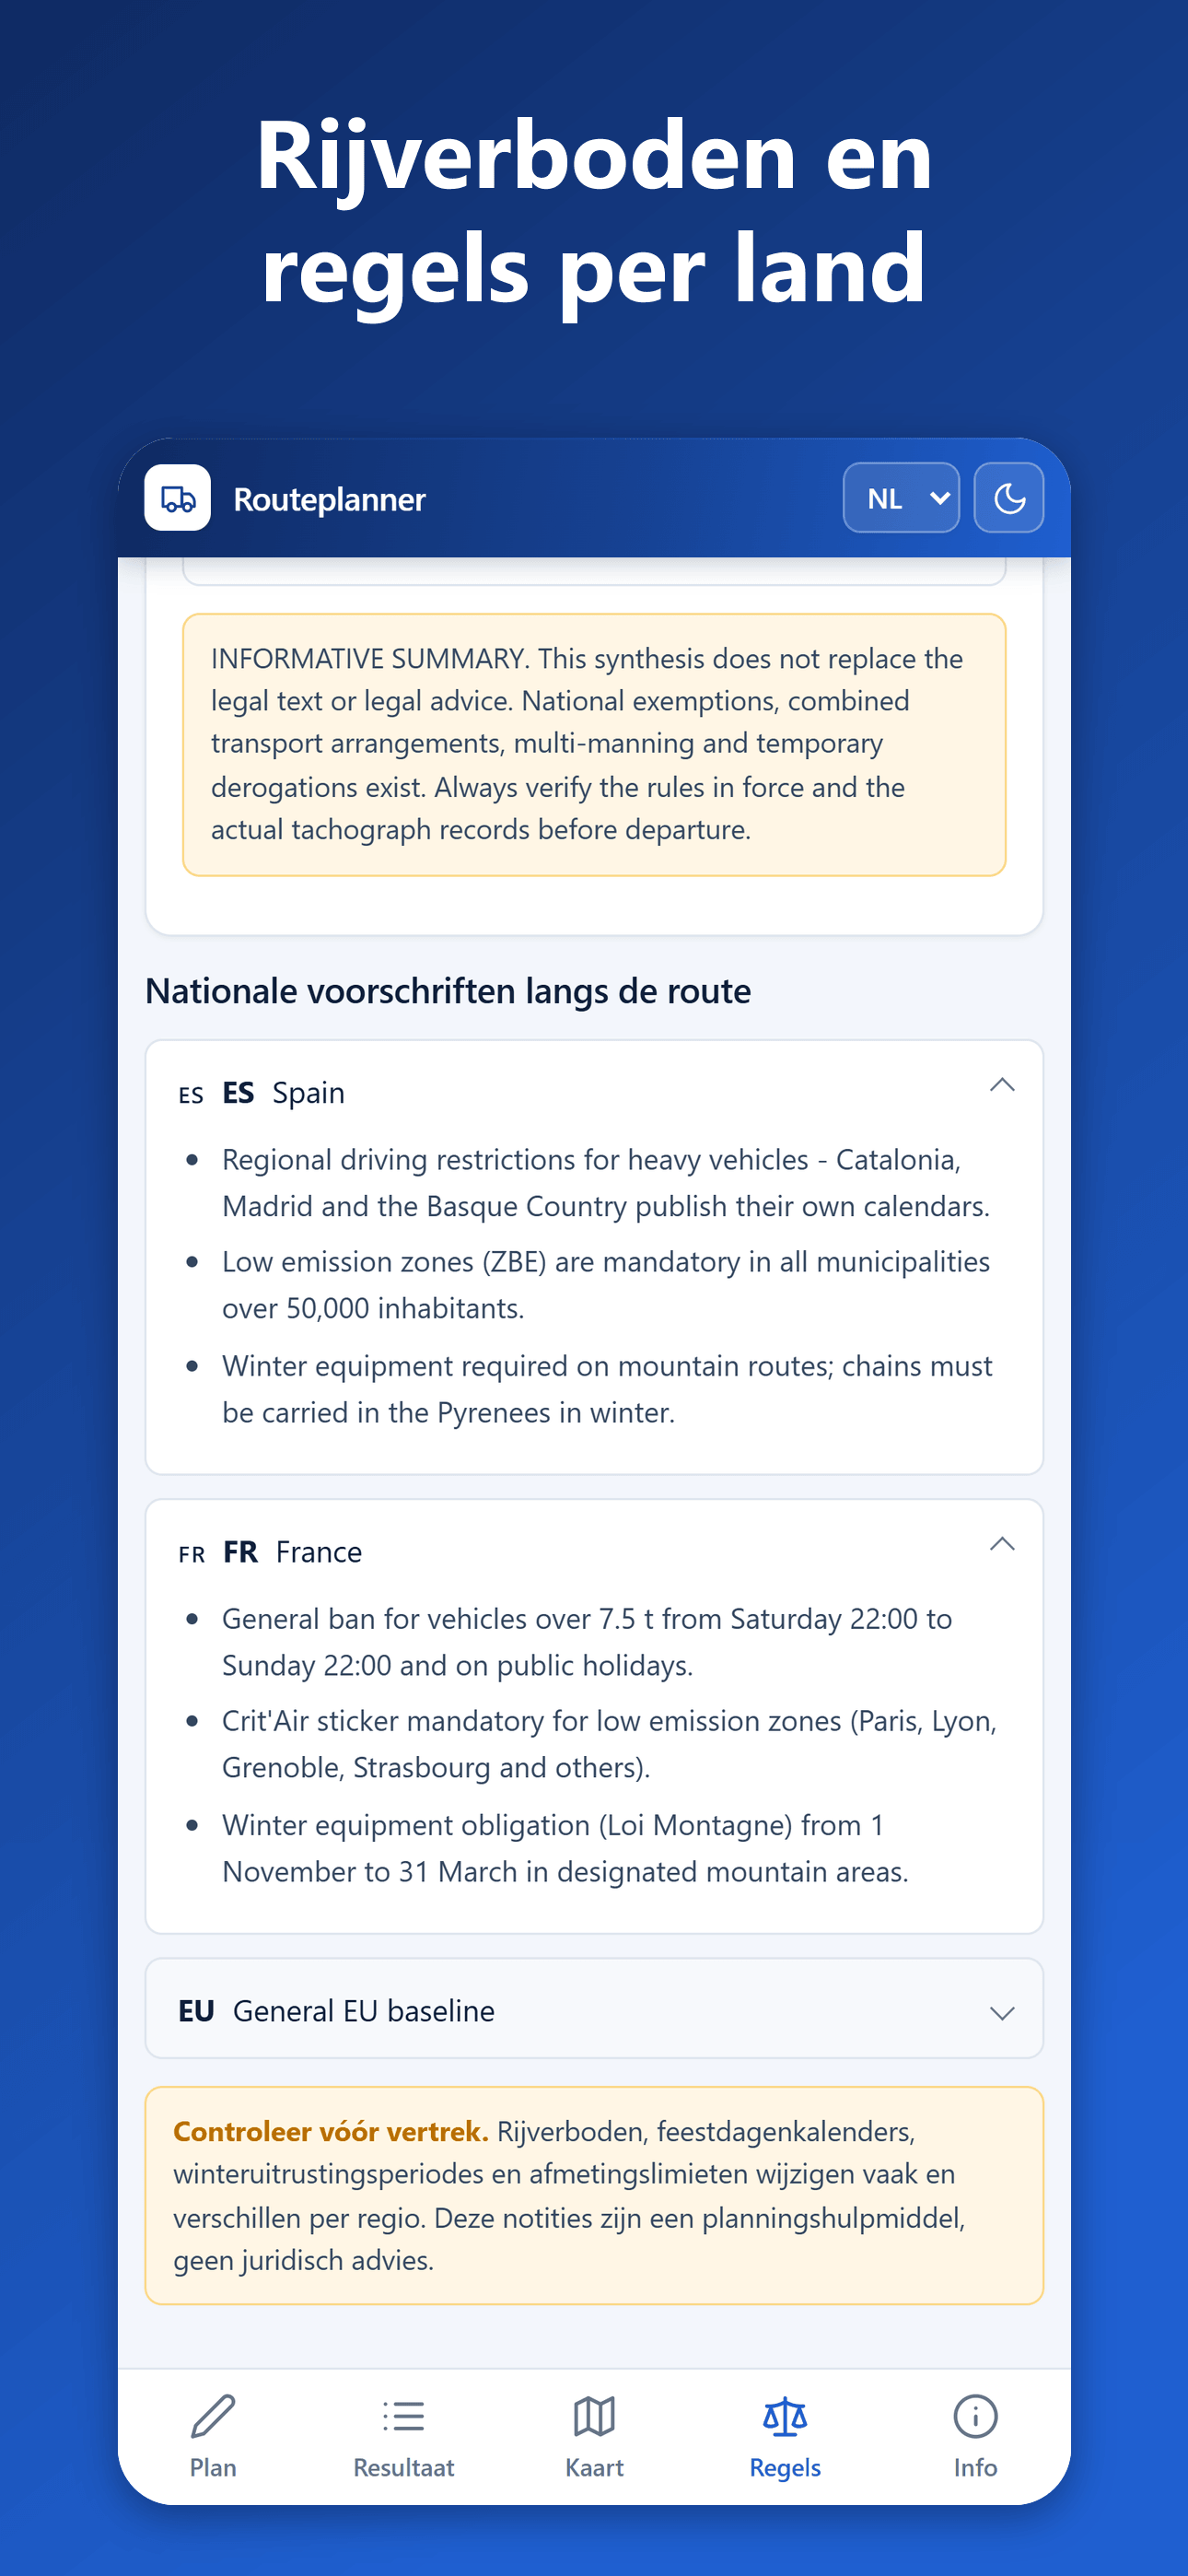 Rijverboden en
regels per land
Routeplanner
NL
INFORMATIVE SUMMARY. This synthesis does not replace the
legal text or legal advice. National exemptions, combined
transport arrangements, multi-manning and temporary
derogations exist. Always verify the rules in force and the
actual tachograph records before departure.
Nationale voorschriften langs de route
ES ES Spain
• Regional driving restrictions for heavy vehicles - Catalonia,
Madrid and the Basque Country publish their own calendars.
• Low emission zones (ZBE) are mandatory in all municipalities
over 50,000 inhabitants.
• Winter equipment required on mountain routes; chains must
be carried in the Pyrenees in winter.
FR FR France
• General ban for vehicles over 7.5 t from Saturday 22:00 to
Sunday 22:00 and on public holidays.
• Crit'Air sticker mandatory for low emission zones (Paris, Lyon,
Grenoble, Strasbourg and others).
• Winter equipment obligation (Loi Montagne) from 1
November to 31 March in designated mountain areas.
EU General EU baseline
Controleer vóór vertrek. Rijverboden, feestdagenkalenders,
winteruitrustingsperiodes en afmetingslimieten wijzigen vaak en
verschillen per regio. Deze notities zijn een planningshulpmiddel,
geen juridisch advies.
Plan
Resultaat
Kaart
Regels
Info